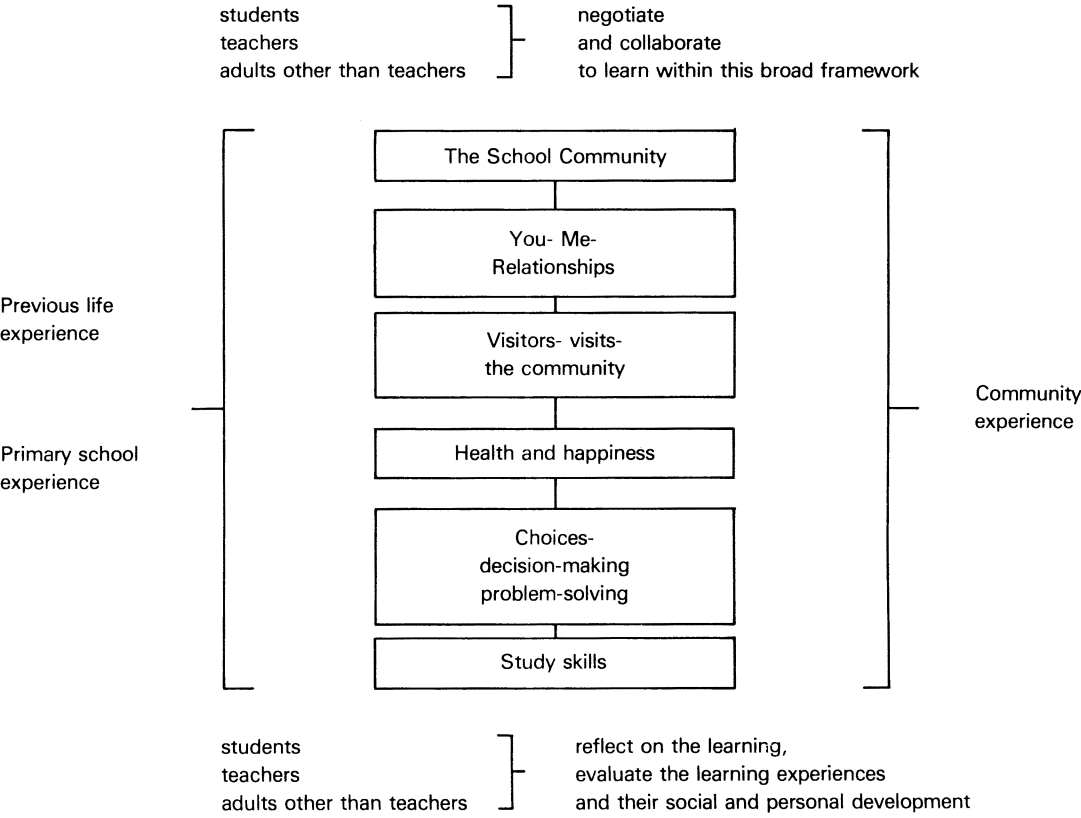 students
teachers
adults other than teachers
negotiate
and collaborate
to learn within this broad framework
The School Community
You- Me-
Relationships
Visitors- visits-
the community
Health and happiness
Choices-
decision-making
problem-solving
Study skills
Previous life
experience
Primary school
experience
Community
experience
students
teachers
adults other than teachers
reflect on the learning,
evaluate the learning experiences
and their social and personal development